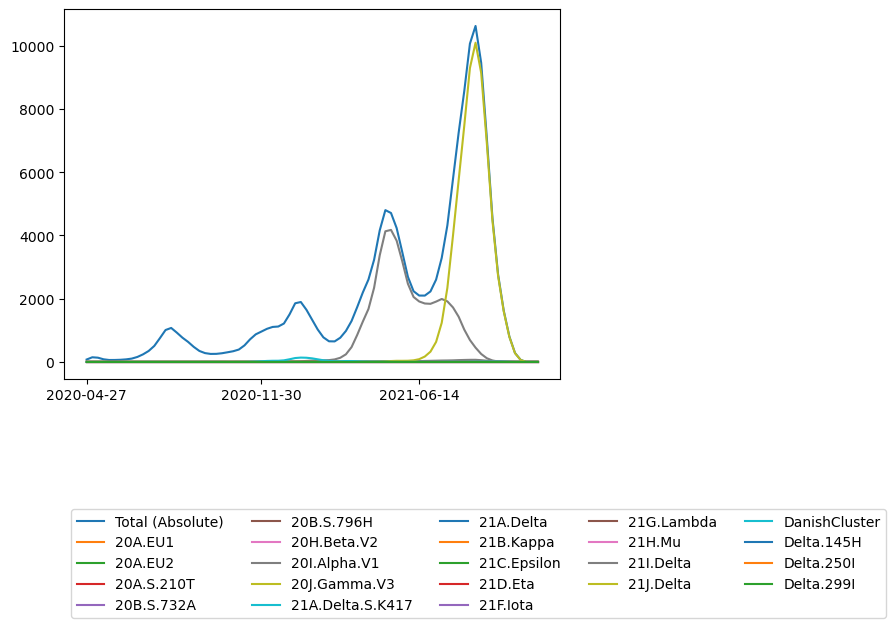 10000
8000
6000
4000
2000
0
2020-04-27 2020-11-30 2021-06-14
Total (Absolute) 20B.S.796H 21A.Delta 21G.Lambda DanishCluster
20A.EU1 20H.Beta.V2 21B.Kappa 21H.Mu Delta.145H
20A.EU2 20I.Alpha.V1 21C.Epsilon 21I.Delta Delta.250I
20A.S.210T 20J.Gamma.V3 21D.Eta 21J.Delta Delta.299I
20B.S.732A 21A.Delta.S.K417 21F.Iota